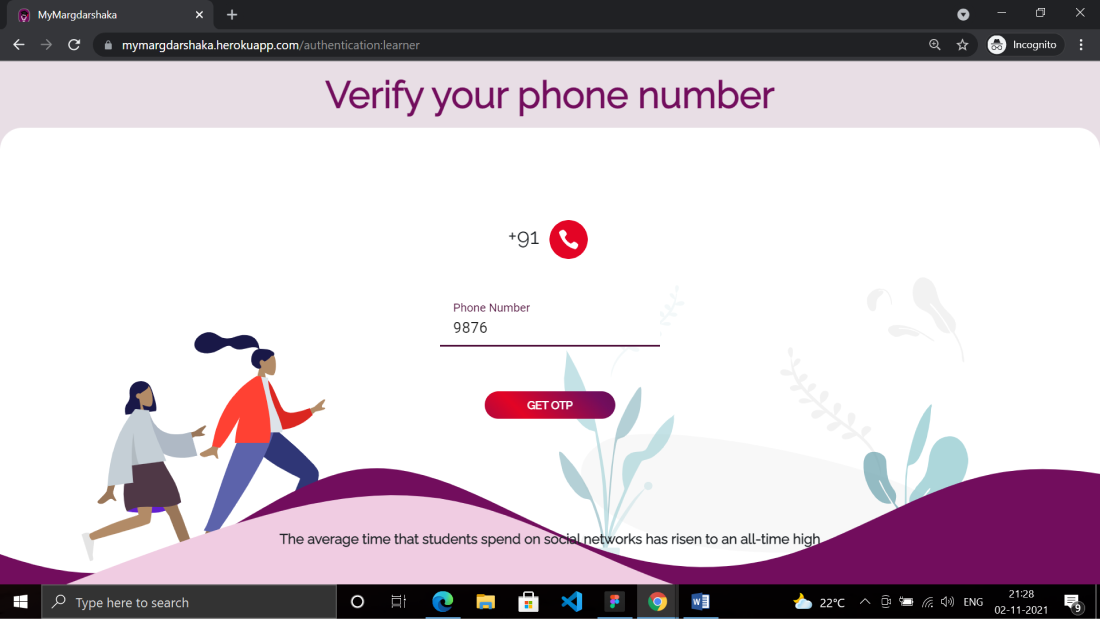 MyMargdarshaka
mymargdarshaka.herokuapp.com/authentication:learner
Incognito
Verify your phone number
+91
Phone Number
9876
GET OTP
The average time that students spend on social networks has risen to an all-time high.
Type here to search
22°C
ENG
21:28
02-11-2021
9